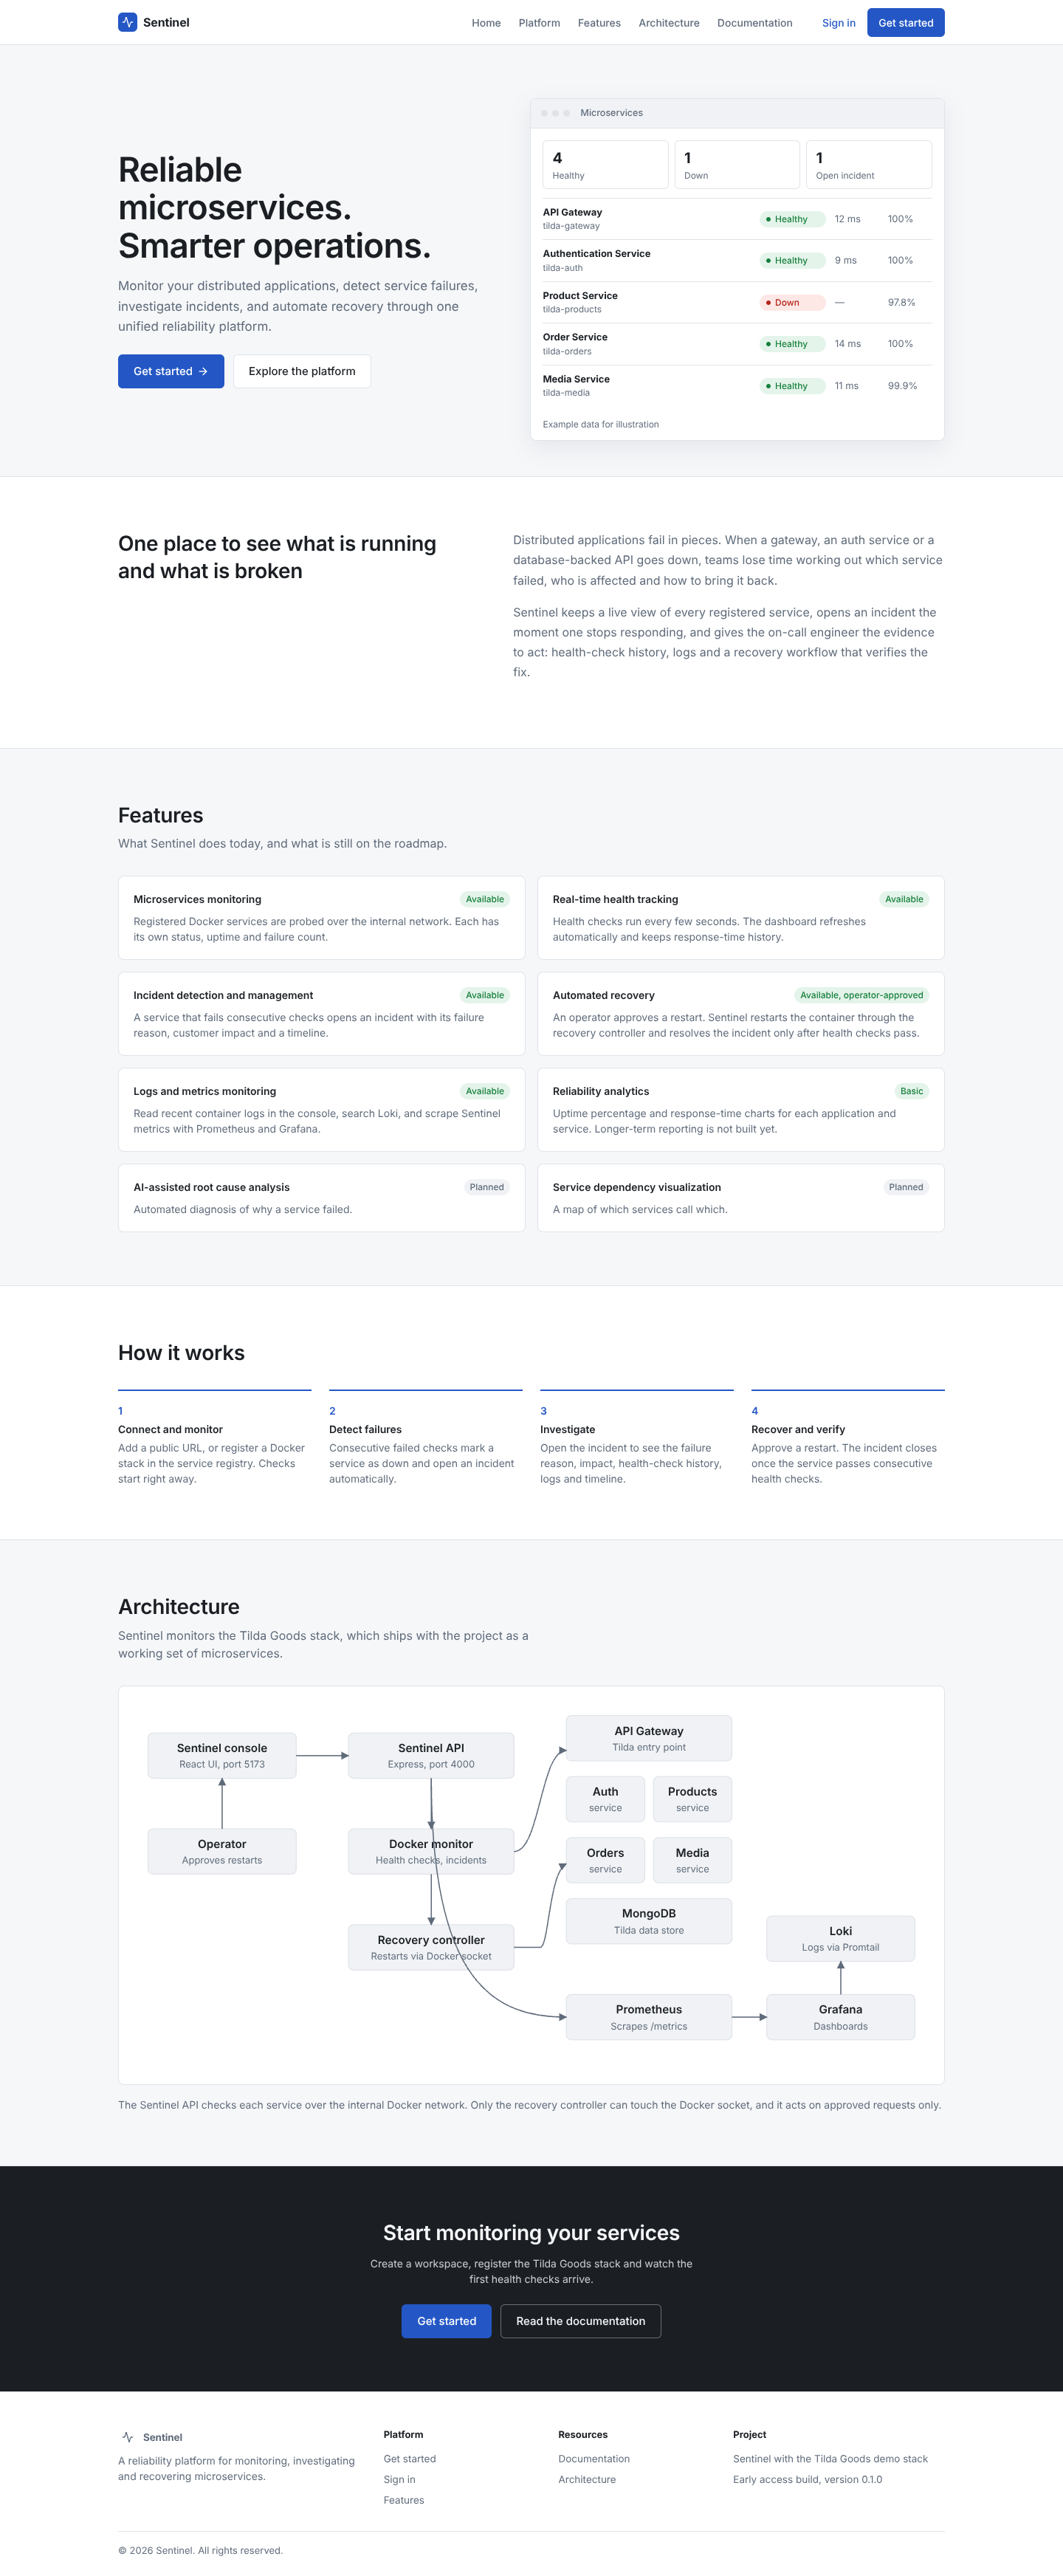 Sentinel
Home Platform Features Architecture Documentation Sign in Get started
Reliable
microservices.
Smarter operations.
Monitor your distributed applications, detect service failures,
investigate incidents, and automate recovery through one
unified reliability platform.
Get started →
Explore the platform
Microservices
4
Healthy
1
Down
1
Open incident
API Gateway
tilda-gateway
Healthy 12 ms 100%
Authentication Service
tilda-auth
Healthy 9 ms 100%
Product Service
tilda-products
Down — 97.8%
Order Service
tilda-orders
Healthy 14 ms 100%
Media Service
tilda-media
Healthy 11 ms 99.9%
Example data for illustration
One place to see what is running
and what is broken
Distributed applications fail in pieces. When a gateway, an auth service or a
database-backed API goes down, teams lose time working out which service
failed, who is affected and how to bring it back.
Sentinel keeps a live view of every registered service, opens an incident the
moment one stops responding, and gives the on-call engineer the evidence
to act: health-check history, logs and a recovery workflow that verifies the
fix.
Features
What Sentinel does today, and what is still on the roadmap.
Microservices monitoring
Available
Registered Docker services are probed over the internal network. Each has
its own status, uptime and failure count.
Real-time health tracking
Available
Health checks run every few seconds. The dashboard refreshes
automatically and keeps response-time history.
Incident detection and management
Available
A service that fails consecutive checks opens an incident with its failure
reason, customer impact and a timeline.
Automated recovery
Available, operator-approved
An operator approves a restart. Sentinel restarts the container through the
recovery controller and resolves the incident only after health checks pass.
Logs and metrics monitoring
Available
Read recent container logs in the console, search Loki, and scrape Sentinel
metrics with Prometheus and Grafana.
Reliability analytics
Basic
Uptime percentage and response-time charts for each application and
service. Longer-term reporting is not built yet.
AI-assisted root cause analysis
Planned
Automated diagnosis of why a service failed.
Service dependency visualization
Planned
A map of which services call which.
How it works
1
Connect and monitor
Add a public URL, or register a Docker
stack in the service registry. Checks
start right away.
2
Detect failures
Consecutive failed checks mark a
service as down and open an incident
automatically.
3
Investigate
Open the incident to see the failure
reason, impact, health-check history,
logs and timeline.
4
Recover and verify
Approve a restart. The incident closes
once the service passes consecutive
health checks.
Architecture
Sentinel monitors the Tilda Goods stack, which ships with the project as a
working set of microservices.
Sentinel console
React UI, port 5173
Sentinel API
Express, port 4000
API Gateway
Tilda entry point
Auth
service
Products
service
Operator
Approves restarts
Docker monitor
Health checks, incidents
Orders
service
Media
service
MongoDB
Tilda data store
Recovery controller
Restarts via Docker socket
Loki
Logs via Promtail
Prometheus
Scrapes /metrics
Grafana
Dashboards
The Sentinel API checks each service over the internal Docker network. Only the recovery controller can touch the Docker socket, and it acts on approved requests only.
Start monitoring your services
Create a workspace, register the Tilda Goods stack and watch the
first health checks arrive.
Get started
Read the documentation
Sentinel
A reliability platform for monitoring, investigating
and recovering microservices.
Platform
Get started
Sign in
Features
Resources
Documentation
Architecture
Project
Sentinel with the Tilda Goods demo stack
Early access build, version 0.1.0
© 2026 Sentinel. All rights reserved.